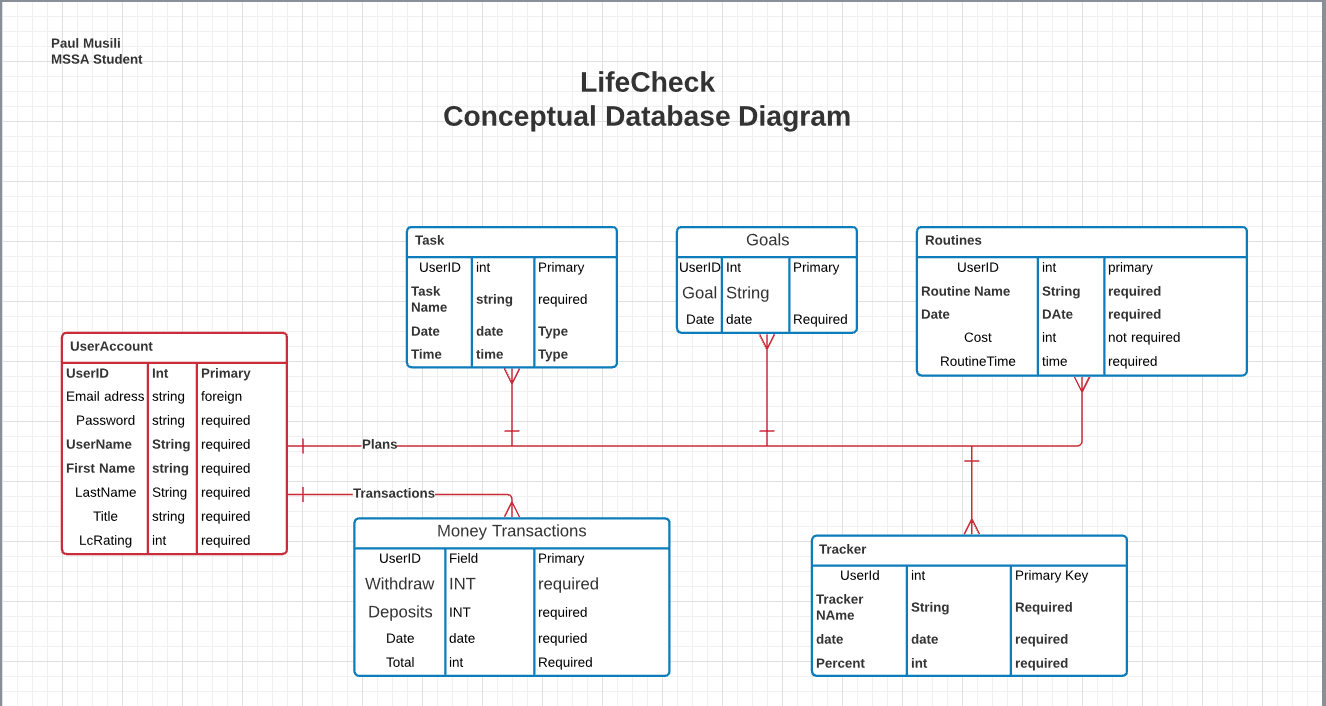 Paul Musili
MSSA Student
LifeCheck
Conceptual Database Diagram
Task
UserID int Primary
Task
Name string required
Date date Type
Time time Type
Goals
UserID Int Primary
Goal String
Date date Required
Routines
UserID int primary
Routine Name String required
Date DAte required
Cost int not required
RoutineTime time required
UserAccount
UserID Int Primary
Email adress string foreign
Password string required
UserName String required
First Name string required
LastName String required
Title string required
LcRating int required
Plans
Transactions
Money Transactions
UserID Field Primary
Withdraw INT required
Deposits INT required
Date date requried
Total int Required
Tracker
UserId int Primary Key
Tracker
NAme String Required
date date required
Percent int required